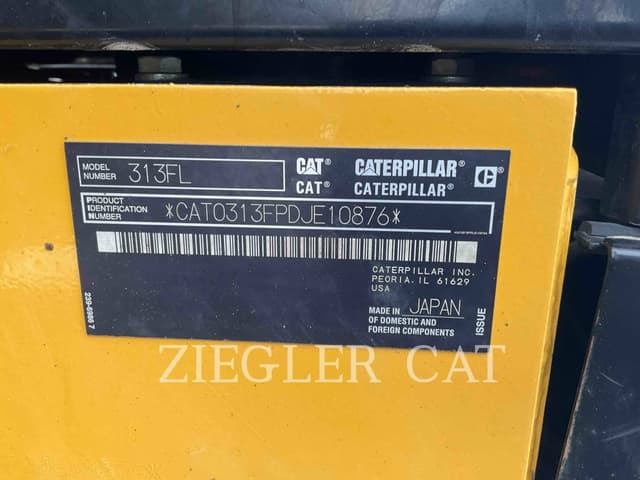 MODEL NUMBER 313FL
CAT® CATERPILLAR® C
CAT® CATERPILLAR®
PRODUCT IDENTIFICATION NUMBER *CAT0313FPDJE10876*
CATERPILLAR INC.
PEORIA, IL 61629
USA
MADE IN JAPAN
OF DOMESTIC AND
FOREIGN COMPONENTS
ISSUE
ZIEGLER CAT